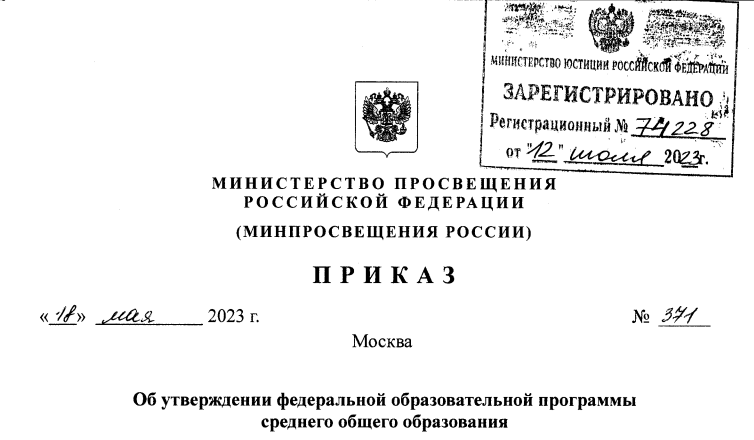 МИНИСТЕРСТВО ЮСТИЦИИ РОССИЙСКОЙ ФЕДЕРАЦИИ
ЗАРЕГИСТРИРОВАНО
Регистрационный № 74228
от "12" июля 2023г.
МИНИСТЕРСТВО ПРОСВЕЩЕНИЯ
РОССИЙСКОЙ ФЕДЕРАЦИИ
(МИНПРОСВЕЩЕНИЯ РОССИИ)
ПРИКАЗ
«18» мая 2023 г. № 371
Москва
Об утверждении федеральной образовательной программы
среднего общего образования